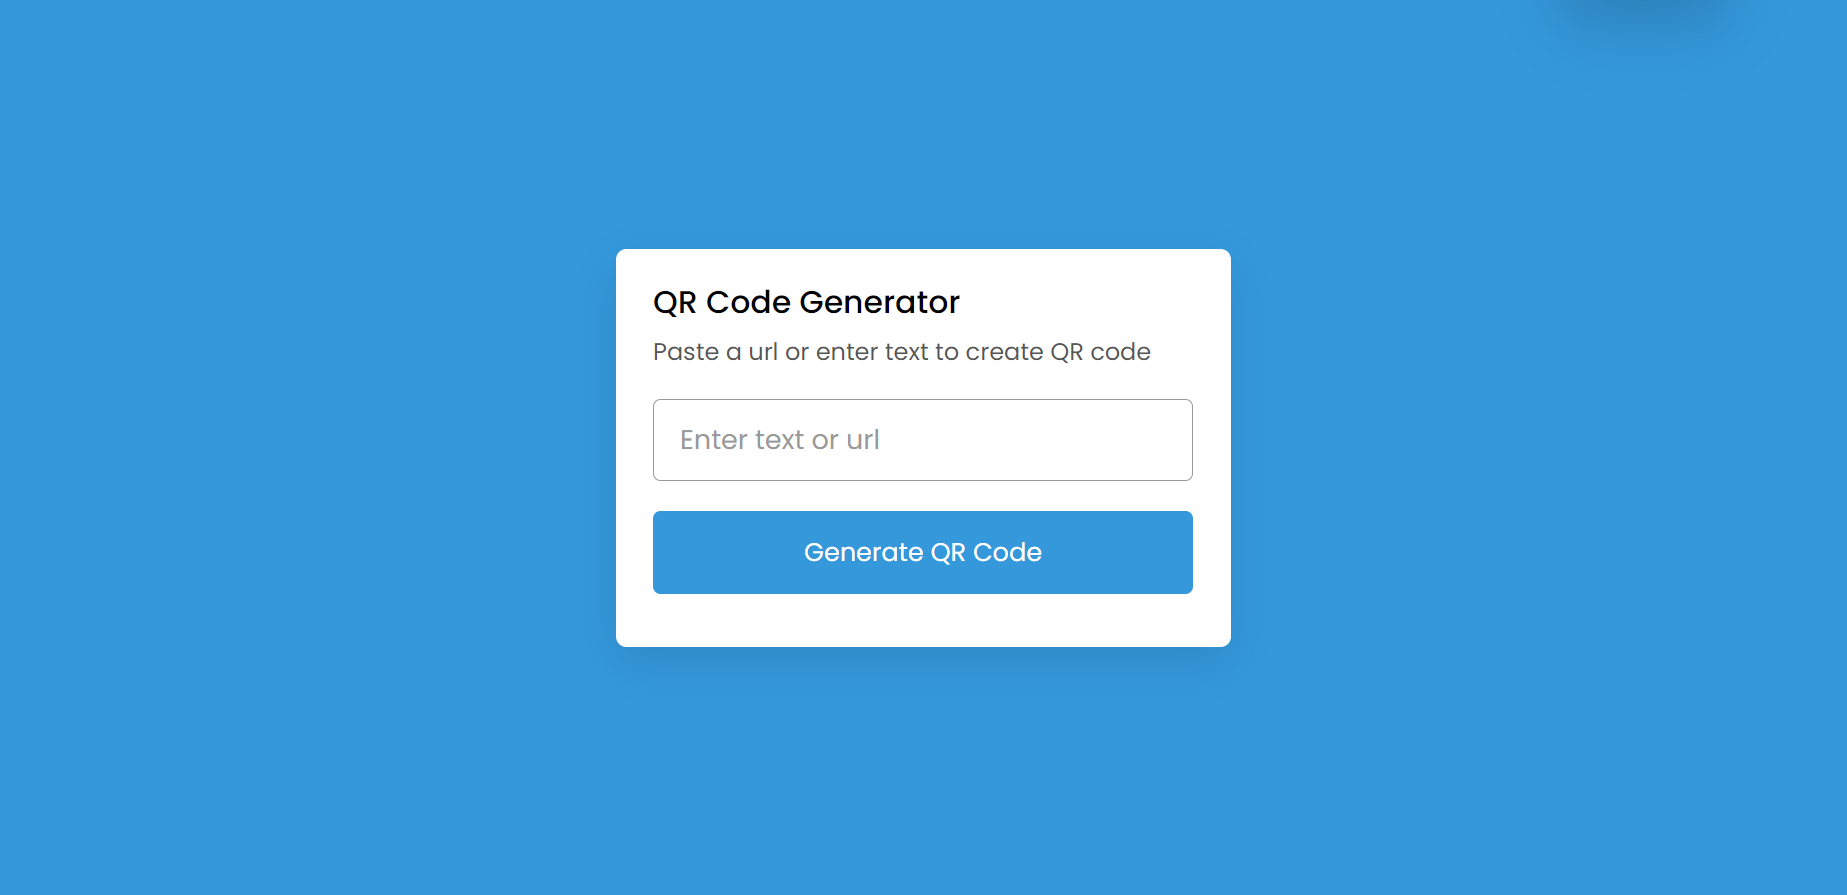 QR Code Generator
Paste a url or enter text to create QR code
Enter text or url
Generate QR Code